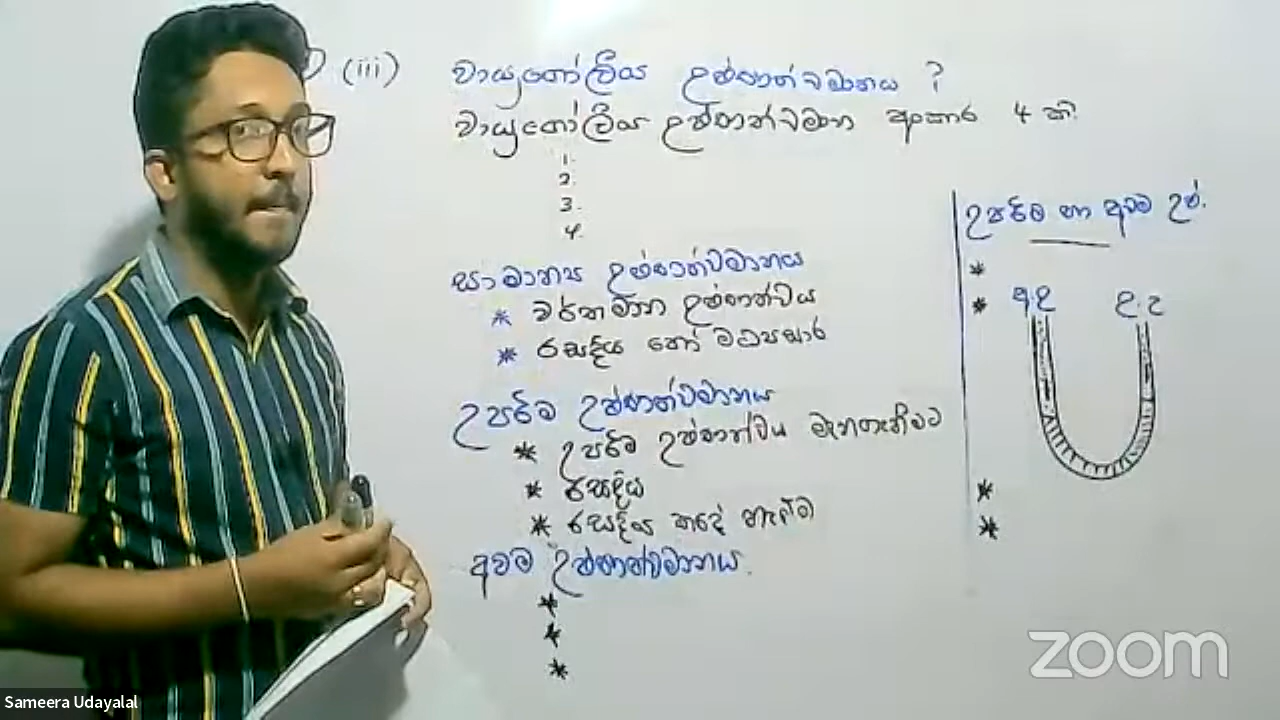 (iii) වායුගෝලීය උෂ්ණත්වමානය ?
වායුගෝලීය උෂ්ණත්වමාන ආකාර 4 කි.
1.
2.
3.
4.
සාමාන්‍ය උෂ්ණත්වමානය
* වර්තමාන උෂ්ණත්වය
* රසදිය හෝ මධ්‍යසාර
උපරිම උෂ්ණත්වමානය
* උපරිම උෂ්ණත්වය මැනගැනීමට
* රසදිය
* රසදිය කඳේ හැල්ම
අවම උෂ්ණත්වමානය.
*
*
*
උපරිම හා අවම උෂ්.
*
* අ.උ උ.උ
*
*
zoom
Sameera Udayalal